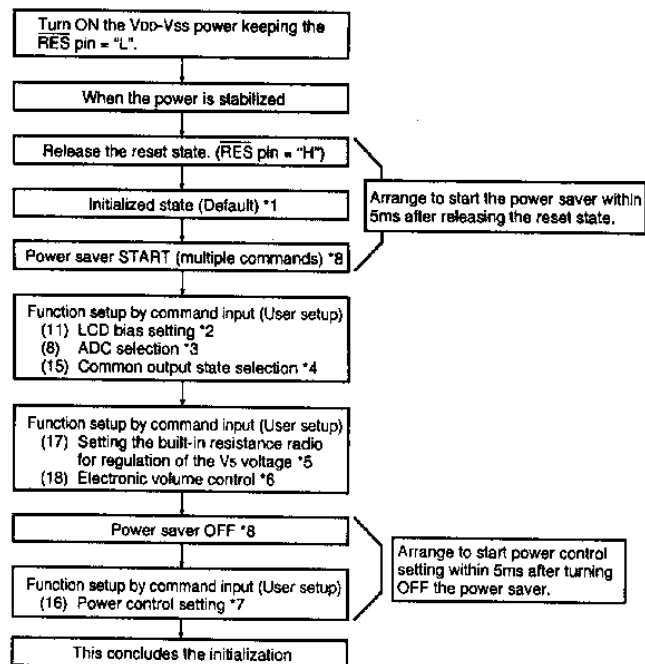 Turn ON the VDD-VSS power keeping the
RES pin = "L".
When the power is stabilized
Release the reset state. (RES pin = "H")
Initialized state (Default) *1
Arrange to start the power saver within
5ms after releasing the reset state.
Power saver START (multiple commands) *8
Function setup by command input (User setup)
(11) LCD bias setting *2
(8) ADC selection *3
(15) Common output state selection *4
Function setup by command input (User setup)
(17) Setting the built-in resistance radio
for regulation of the V5 voltage *5
(18) Electronic volume control *6
Power saver OFF *8
Arrange to start power control
setting within 5ms after turning
OFF the power saver.
Function setup by command input (User setup)
(16) Power control setting *7
This concludes the initialization